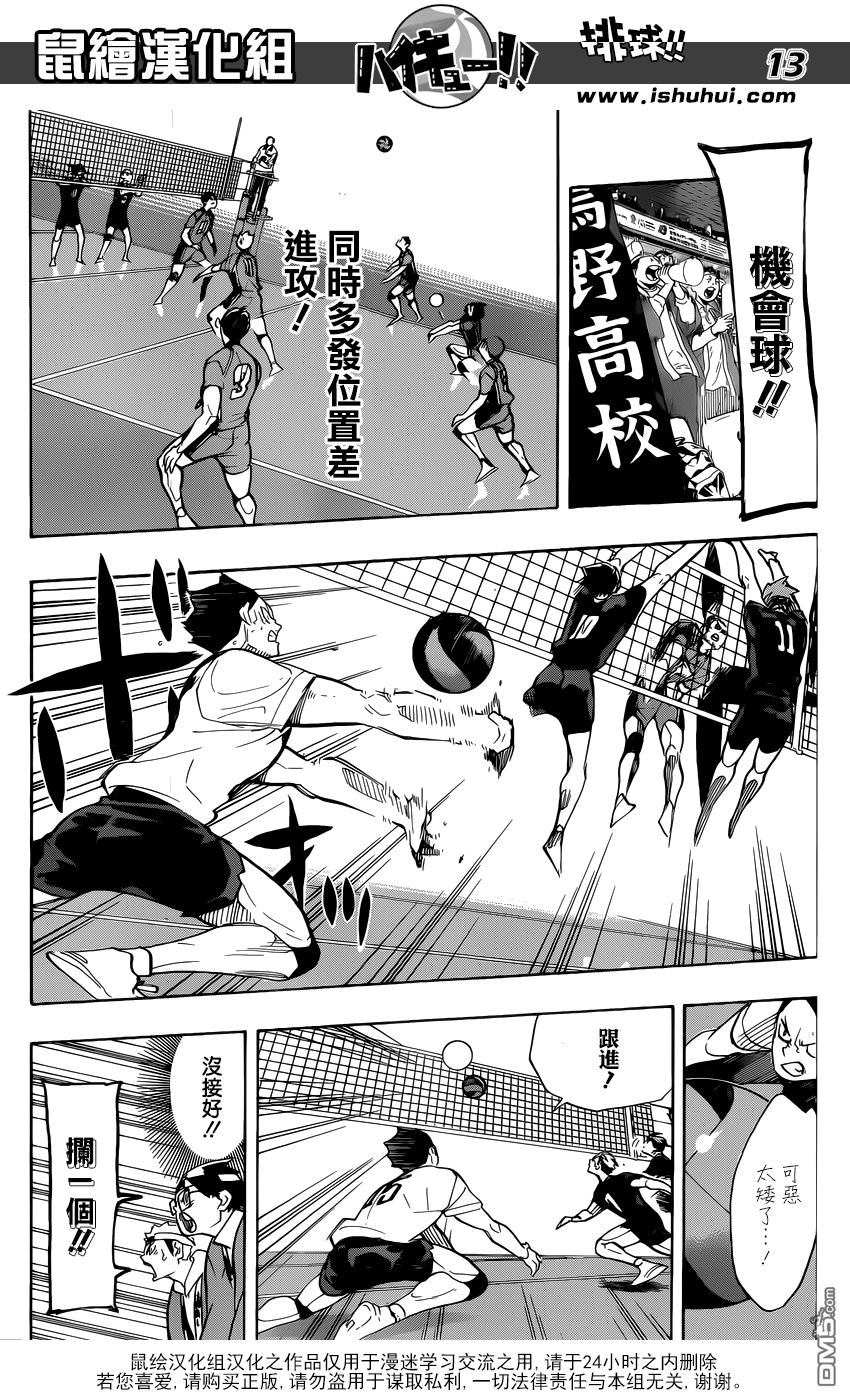 鼠繪漢化組
ハイキュー!!
排球!!
13
www.ishuhui.com
機會球!!
烏野高校
同時多發位置差
進攻!
9
10
11
可惡
太矮了…!
跟進!
15
沒接好!!
攔一個!!
DM5.com
鼠绘汉化组汉化之作品仅用于漫迷学习交流之用, 请于24小时之内删除
若您喜爱, 请购买正版, 请勿盗用于谋取私利, 一切法律责任与本组无关, 谢谢.